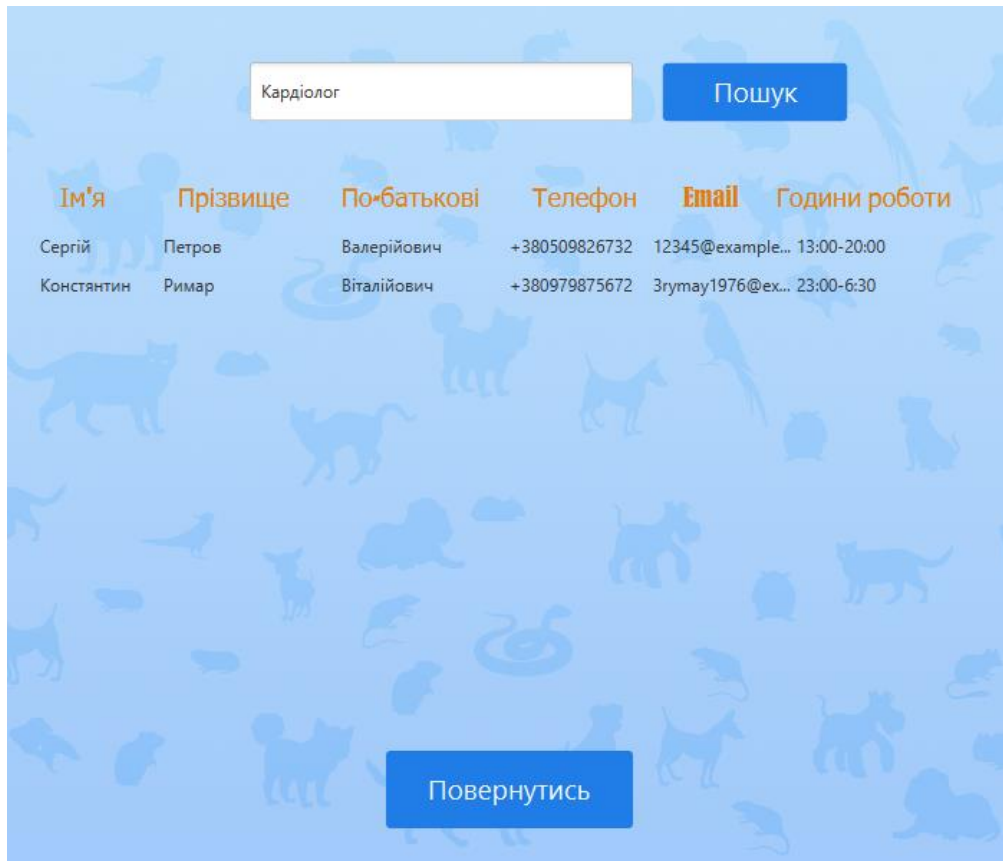 Кардіолог Пошук
Ім'я Прізвище По-батькові Телефон Email Години роботи
Сергій Петров Валерійович +380509826732 12345@example... 13:00-20:00
Констянтин Римар Віталійович +380979875672 3rymay1976@ex... 23:00-6:30
Повернутись